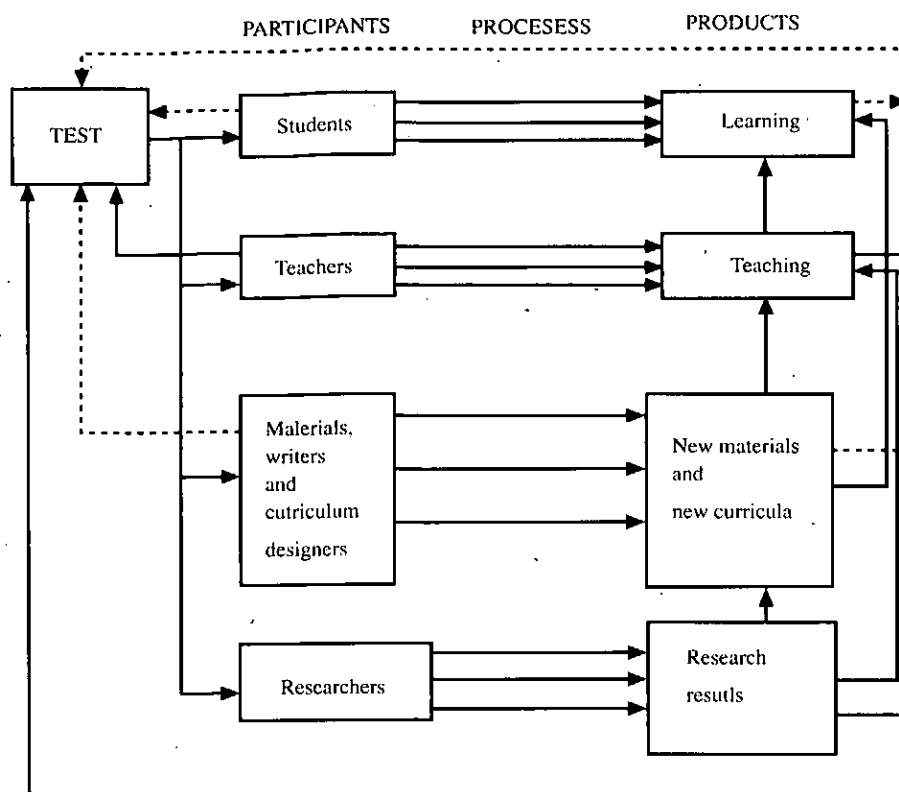 PARTICIPANTS PROCESESS PRODUCTS
TEST
Students
Learning
Teachers
Teaching
Malerials,
writers
and
cutriculum
designers
New materials
and
new curricula
Researchers
Research
resutls